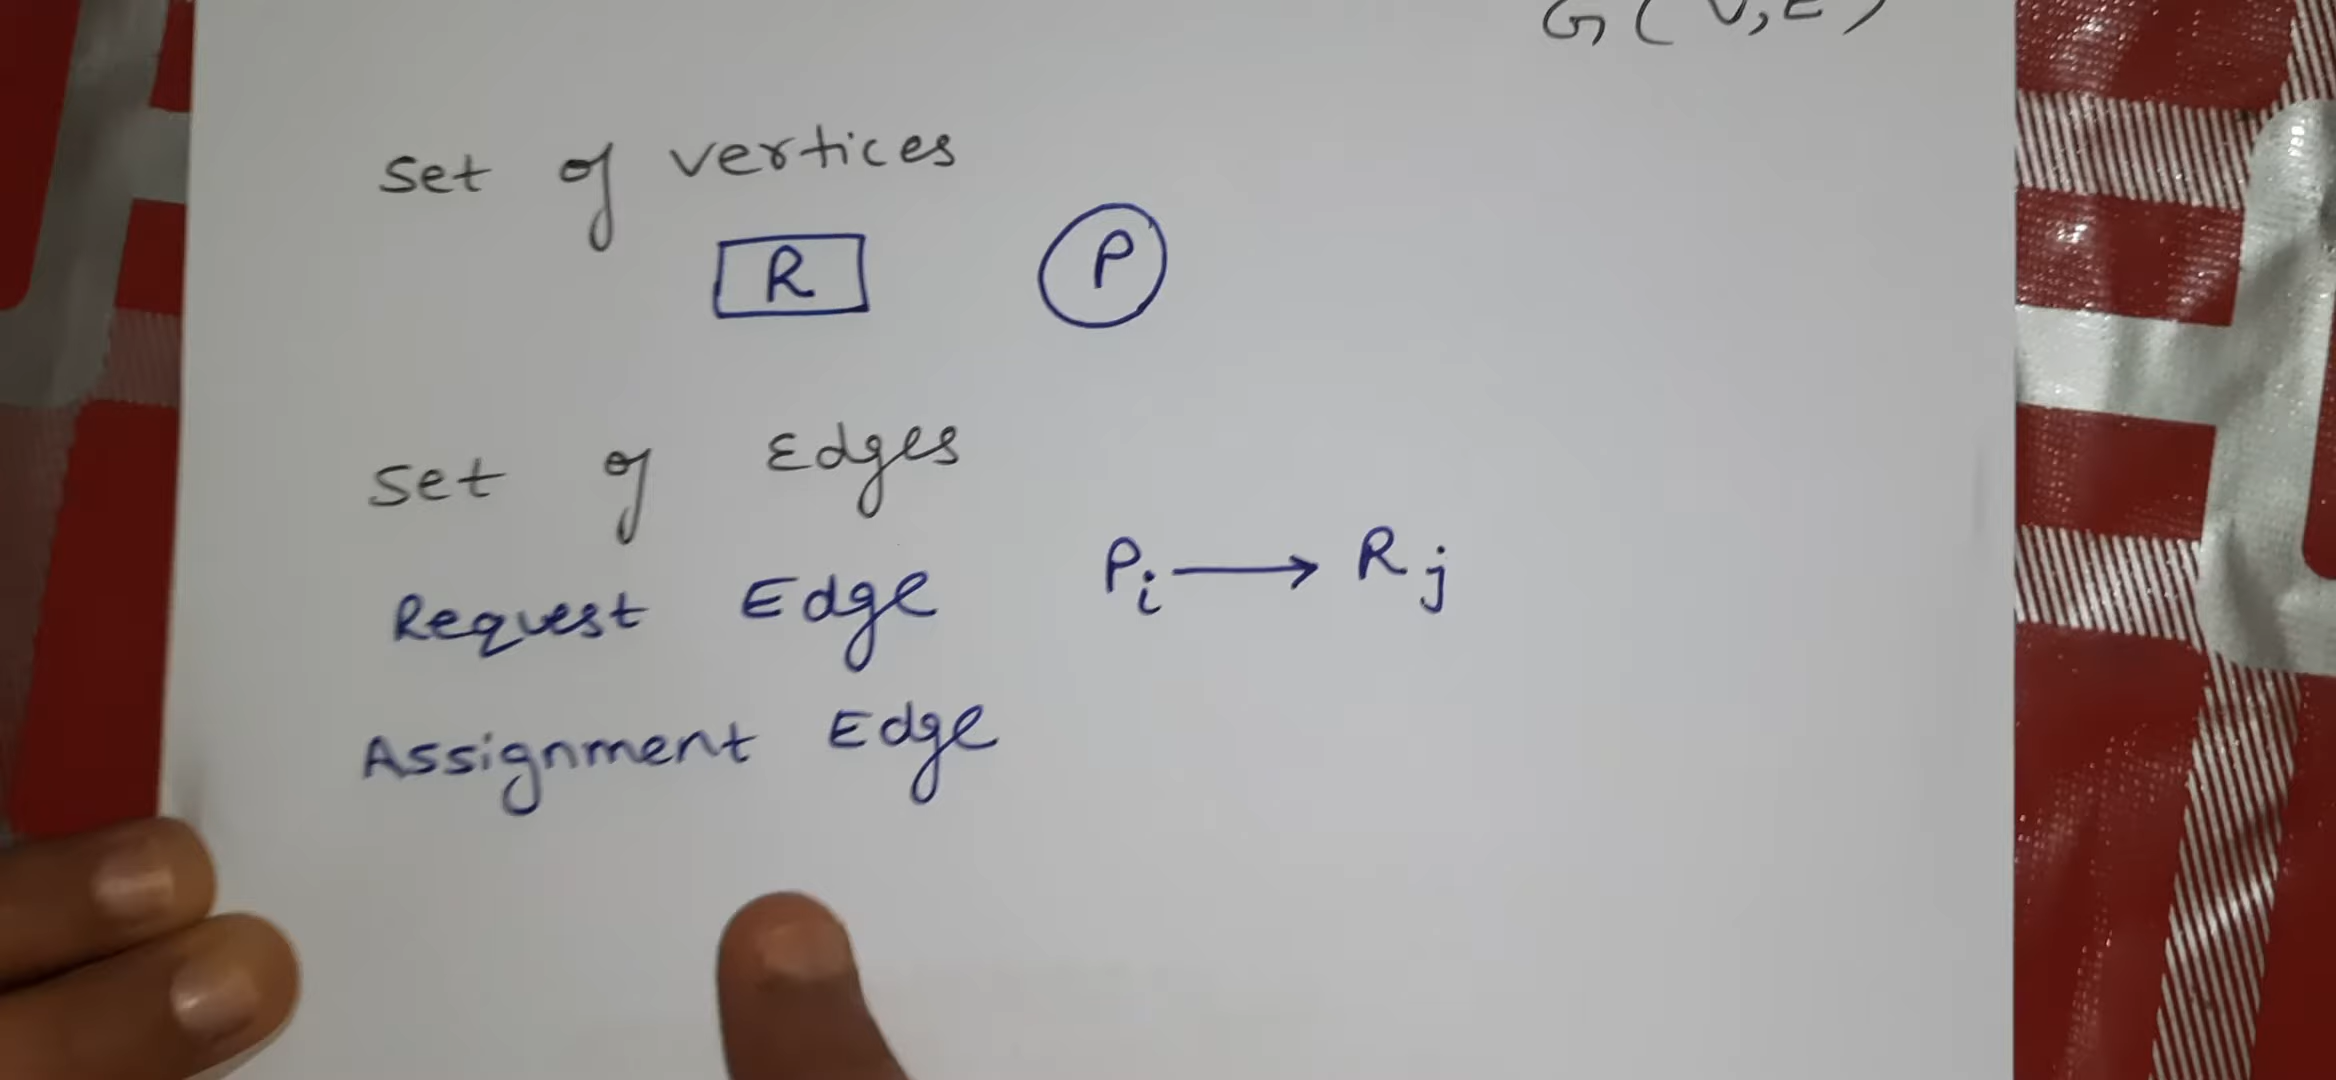 G(V,E)
set of vertices
R P
set of Edges
Request Edge Pi → Rj
Assignment Edge